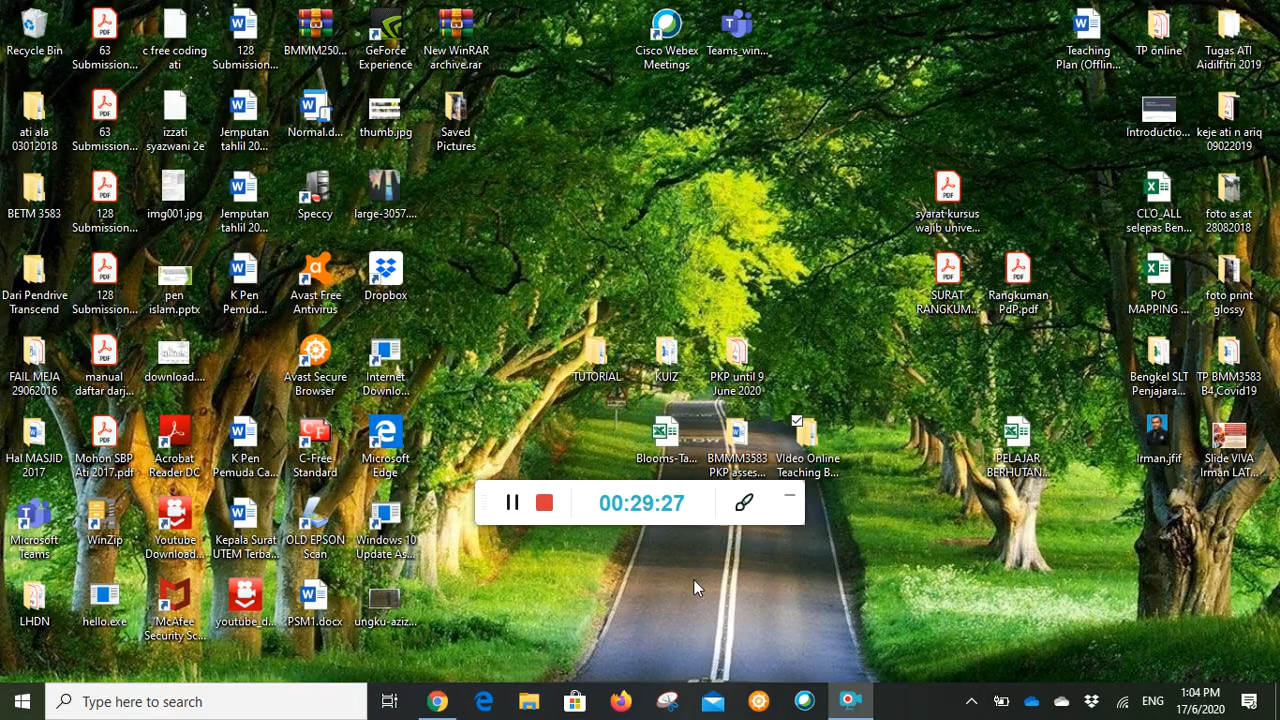 Recycle Bin
63
Submission...
c free coding
ati
128
Submission...
BMMM250...
GeForce
Experience
New WinRAR
archive.rar
Cisco Webex
Meetings
Teams_win...
Teaching
Plan (Offlin...
TP online
Tugas ATI
Aidilfitri 2019
ati ala
03012018
63
Submission...
izzati
syazwani 2e
Jemputan
tahlil 20...
Normal.d...
thumb.jpg
Saved
Pictures
Introductio...
keje ati n ariq
09022019
BETM 3583
128
Submission...
img001.jpg
Jemputan
tahlil 20...
Speccy
large-3057....
syarat kursus
wajib unive...
CLO_ALL
selepas Ben...
foto as at
28082018
Dari Pendrive
Transcend
128
Submission...
pen
islam.pptx
K Pen
Pemud...
Avast Free
Antivirus
Dropbox
SURAT
RANGKUM...
Rangkuman
PdP.pdf
PO
MAPPING ...
foto print
glossy
FAIL MEJA
29062016
manual
daftar darj...
download....
K Pen
Pemuda...
Avast Secure
Browser
Internet
Downlo...
TUTORIAL
KUIZ
PKP until 9
June 2020
Bengkel SLT
Penjajara...
TP BMM3583
B4 Covid19
Hal MASJID
2017
Mohon SBP
Ati 2017.pdf
Acrobat
Reader DC
K Pen
Pemuda Ca...
C-Free
Standard
Microsoft
Edge
Blooms-Ta...
BMMM3583
PKP asses...
Video Online
Teaching B...
PELAJAR
BERHUTAN...
Irman.jfif
Slide VIVA
Irman LAT...
00:29:27
Microsoft
Teams
WinZip
Youtube
Download...
Kepala Surat
UTEM Terba...
OLD EPSON
Scan
Windows 10
Update As...
LHDN
hello.exe
McAfee
Security Sc...
youtube_d...
PSM1.docx
ungku-aziz...
Type here to search
ENG
1:04 PM
17/6/2020